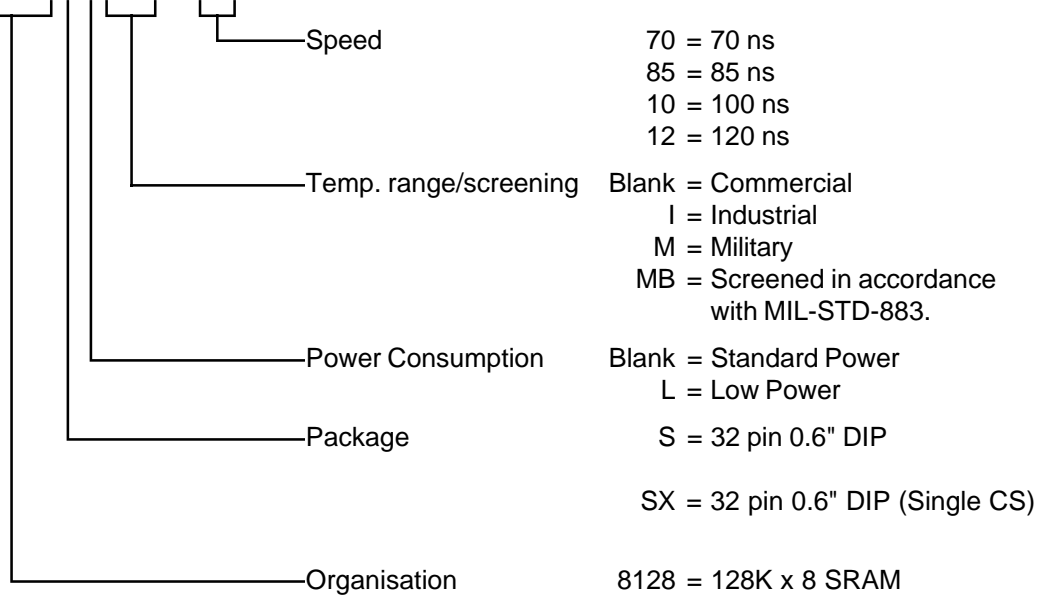 Speed 70 = 70 ns
85 = 85 ns
10 = 100 ns
12 = 120 ns
Temp. range/screening Blank = Commercial
I = Industrial
M = Military
MB = Screened in accordance
with MIL-STD-883.
Power Consumption Blank = Standard Power
L = Low Power
Package S = 32 pin 0.6" DIP
SX = 32 pin 0.6" DIP (Single CS)
Organisation 8128 = 128K x 8 SRAM